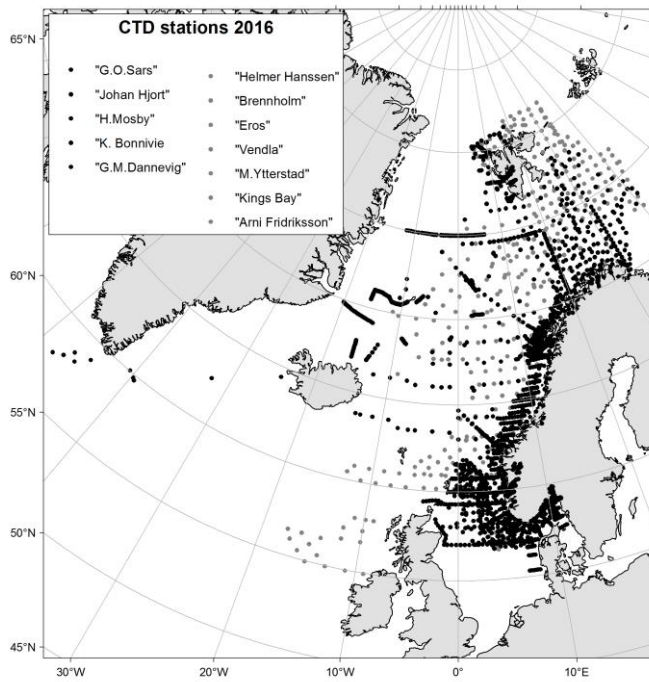 CTD stations 2016
"G.O.Sars"
"Johan Hjort"
"H.Mosby"
"K. Bonnivie
"G.M.Dannevig"
"Helmer Hanssen"
"Brennholm"
"Eros"
"Vendla"
"M.Ytterstad"
"Kings Bay"
"Arni Fridriksson"
65°N
60°N
55°N
50°N
45°N
30°W
20°W
10°W
0°
10°E